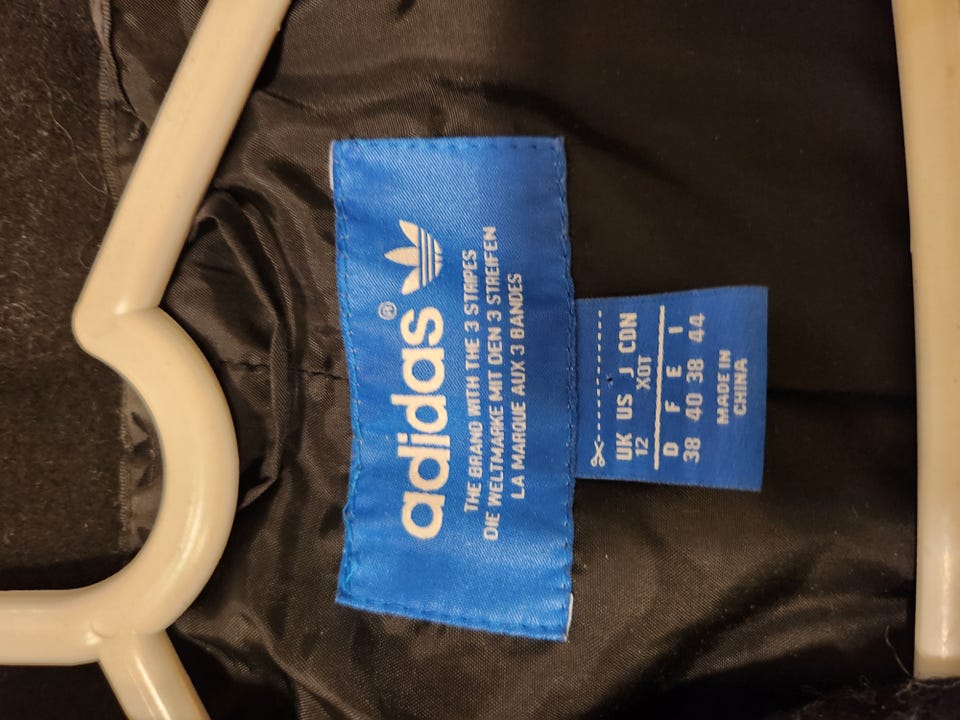 adidas®
THE BRAND WITH THE 3 STRIPES
DIE WELTMARKE MIT DEN 3 STREIFEN
LA MARQUE AUX 3 BANDES
UK US J CDN
12 XOT
D F E I
38 40 38 44
MADE IN
CHINA